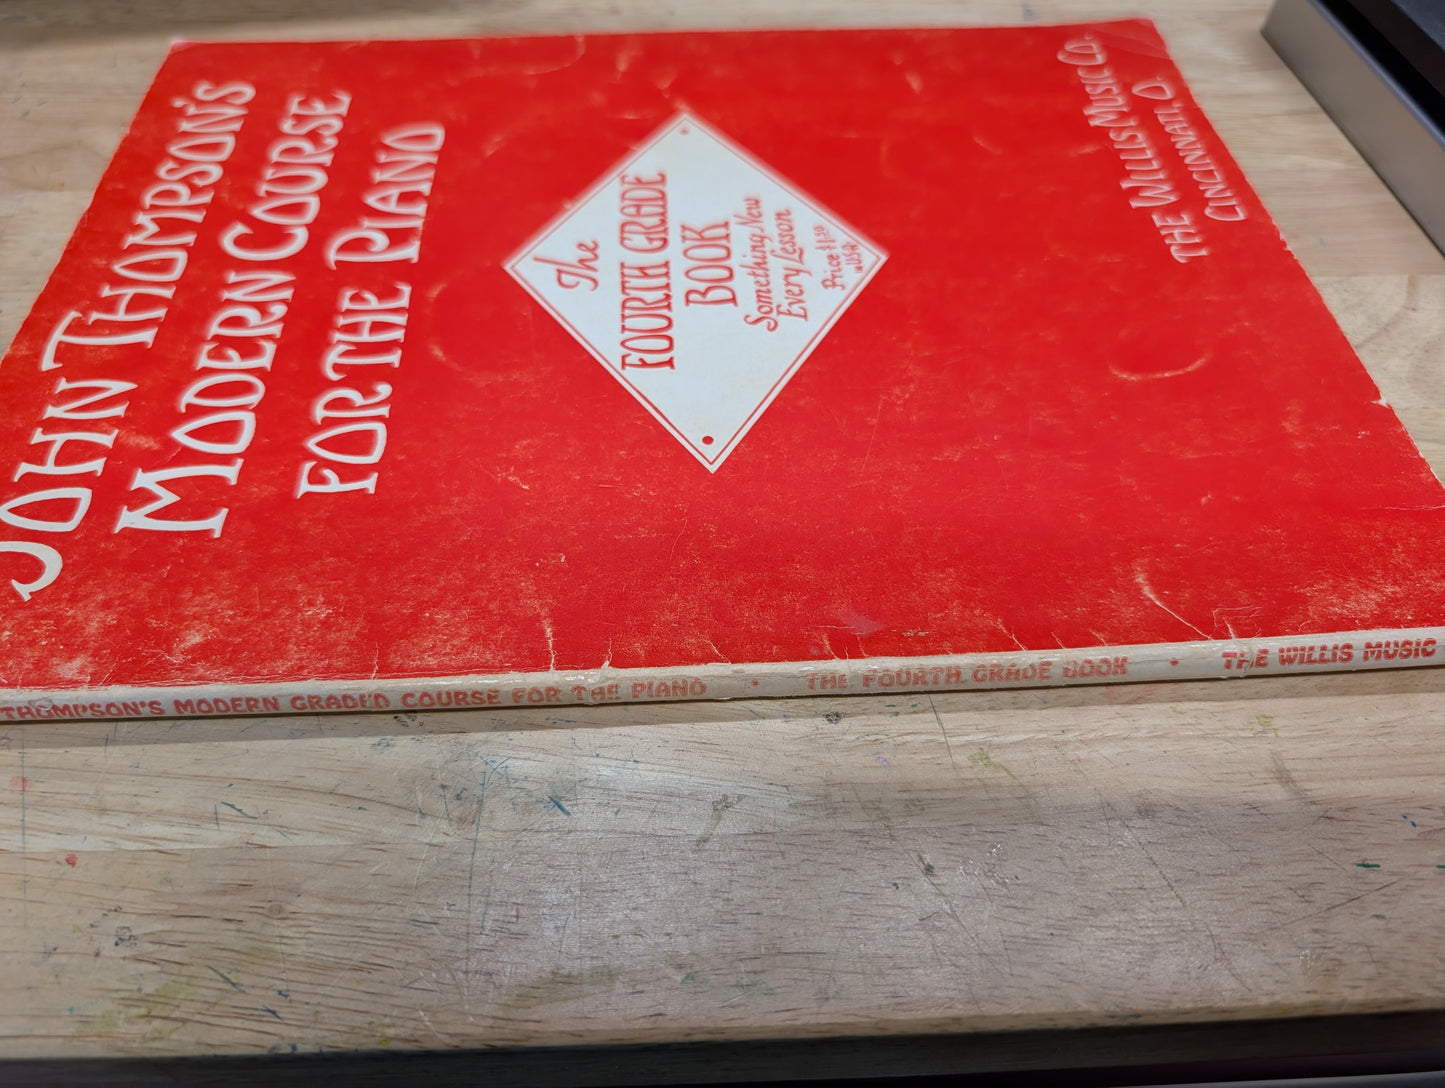 JOHN THOMPSON'S
MODERN COURSE
FOR THE PIANO
The
FOURTH GRADE
BOOK
Something New
Every Lesson
Price
U.S.A.
THE WILLIS MUSIC CO.
CINCINNATI, O.
THOMPSON'S MODERN GRADED COURSE FOR THE PIANO • THE FOURTH GRADE BOOK • THE WILLIS MUSIC